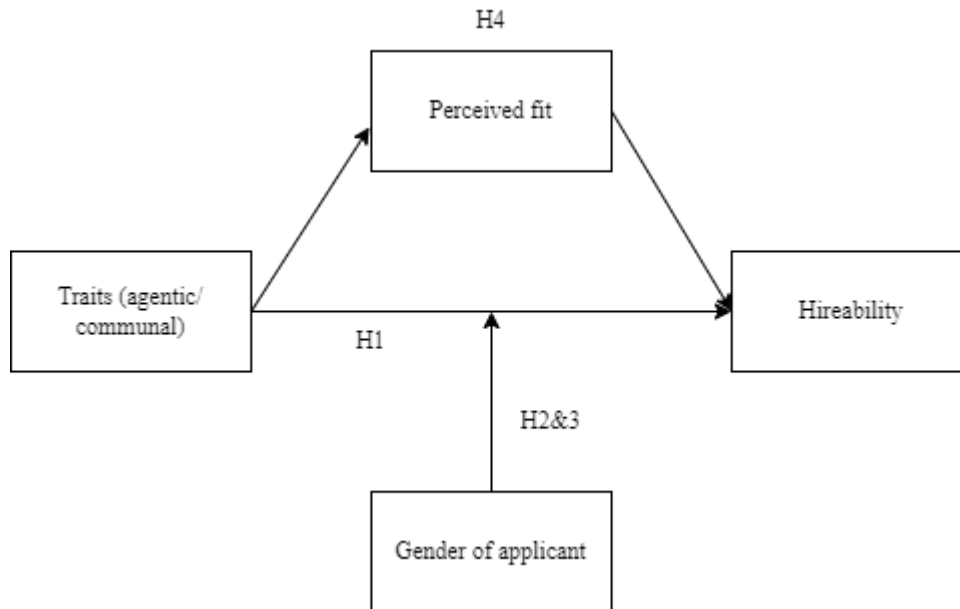 H4
Perceived fit
Traits (agentic/
communal)
Hireability
H1
H2&3
Gender of applicant